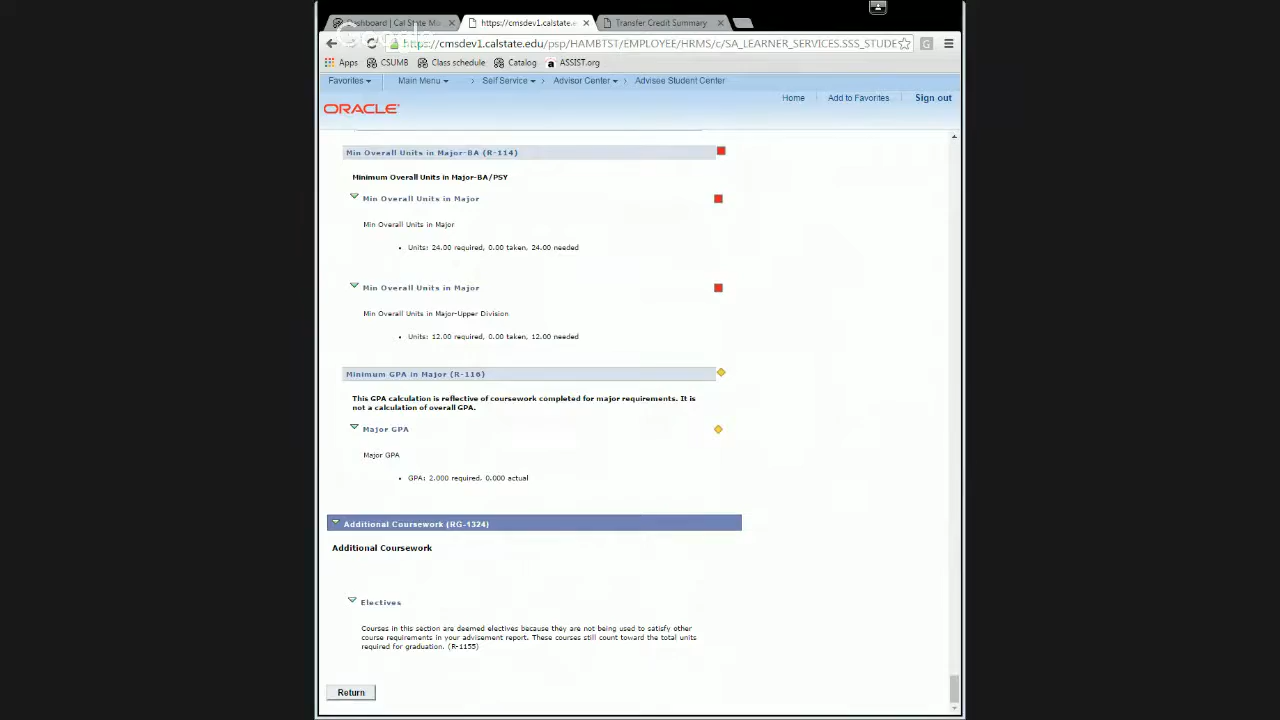 Dashboard | Cal State Mo
https://cmsdev1.calstate.e
Transfer Credit Summary
https://cmsdev1.calstate.edu/psp/HAMBTST/EMPLOYEE/HRMS/c/SA_LEARNER_SERVICES.SSS_STUDE
Apps CSUMB Class schedule Catalog ASSIST.org
Favorites Main Menu > Self Service > Advisor Center > Advisee Student Center
Home Add to Favorites Sign out
ORACLE
Min Overall Units in Major-BA (R-114)
Minimum Overall Units in Major-BA/PSY
Min Overall Units in Major
Min Overall Units in Major
• Units: 24.00 required, 0.00 taken, 24.00 needed
Min Overall Units in Major
Min Overall Units in Major-Upper Division
• Units: 12.00 required, 0.00 taken, 12.00 needed
Minimum GPA in Major (R-116)
This GPA calculation is reflective of coursework completed for major requirements. It is
not a calculation of overall GPA.
Major GPA
Major GPA
• GPA: 2.000 required, 0.000 actual
Additional Coursework (RG-1324)
Additional Coursework
Electives
Courses in this section are deemed electives because they are not being used to satisfy other
course requirements in your advisement report. These courses still count toward the total units
required for graduation. (R-1155)
Return